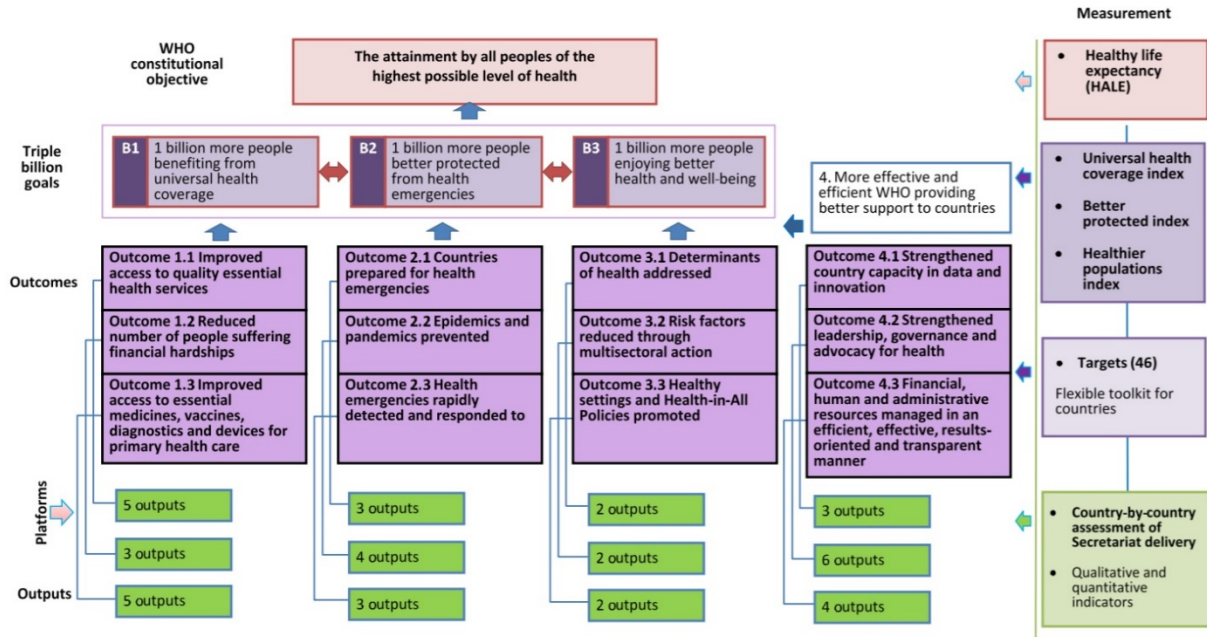 Measurement
WHO
constitutional
objective
The attainment by all peoples of the
highest possible level of health
• Healthy life
expectancy
(HALE)
Triple
billion
goals
B1
1 billion more people
benefiting from
universal health
coverage
B2
1 billion more people
better protected
from health
emergencies
B3
1 billion more people
enjoying better
health and well-being
4. More effective and
efficient WHO providing
better support to countries
• Universal health
coverage index
• Better
protected index
• Healthier
populations
index
Outcomes
Outcome 1.1 Improved
access to quality essential
health services
Outcome 1.2 Reduced
number of people suffering
financial hardships
Outcome 1.3 Improved
access to essential
medicines, vaccines,
diagnostics and devices for
primary health care
Outcome 2.1 Countries
prepared for health
emergencies
Outcome 2.2 Epidemics and
pandemics prevented
Outcome 2.3 Health
emergencies rapidly
detected and responded to
Outcome 3.1 Determinants
of health addressed
Outcome 3.2 Risk factors
reduced through
multisectoral action
Outcome 3.3 Healthy
settings and Health-in-All
Policies promoted
Outcome 4.1 Strengthened
country capacity in data and
innovation
Outcome 4.2 Strengthened
leadership, governance and
advocacy for health
Outcome 4.3 Financial,
human and administrative
resources managed in an
efficient, effective, results-
oriented and transparent
manner
• Targets (46)
Flexible toolkit for
countries
Platforms
Outputs
5 outputs
3 outputs
5 outputs
3 outputs
4 outputs
3 outputs
2 outputs
2 outputs
2 outputs
3 outputs
6 outputs
4 outputs
• Country-by-country
assessment of
Secretariat delivery
• Qualitative and
quantitative
indicators